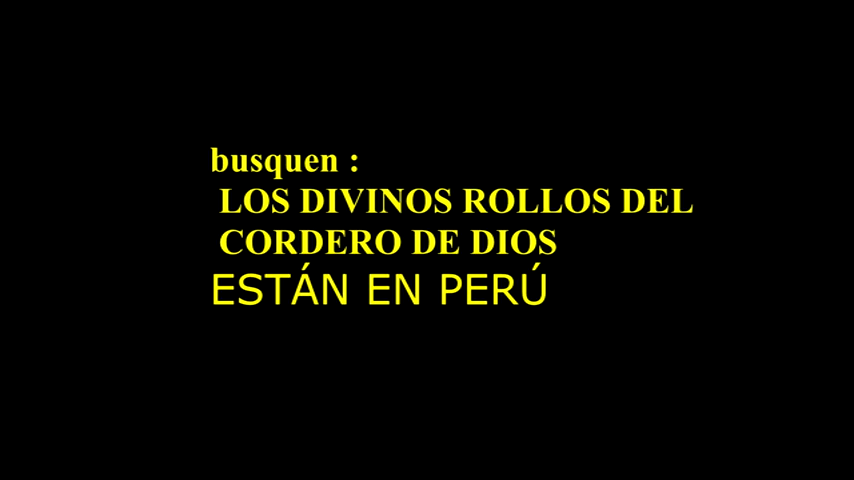 busquen :
LOS DIVINOS ROLLOS DEL
CORDERO DE DIOS
ESTÁN EN PERÚ